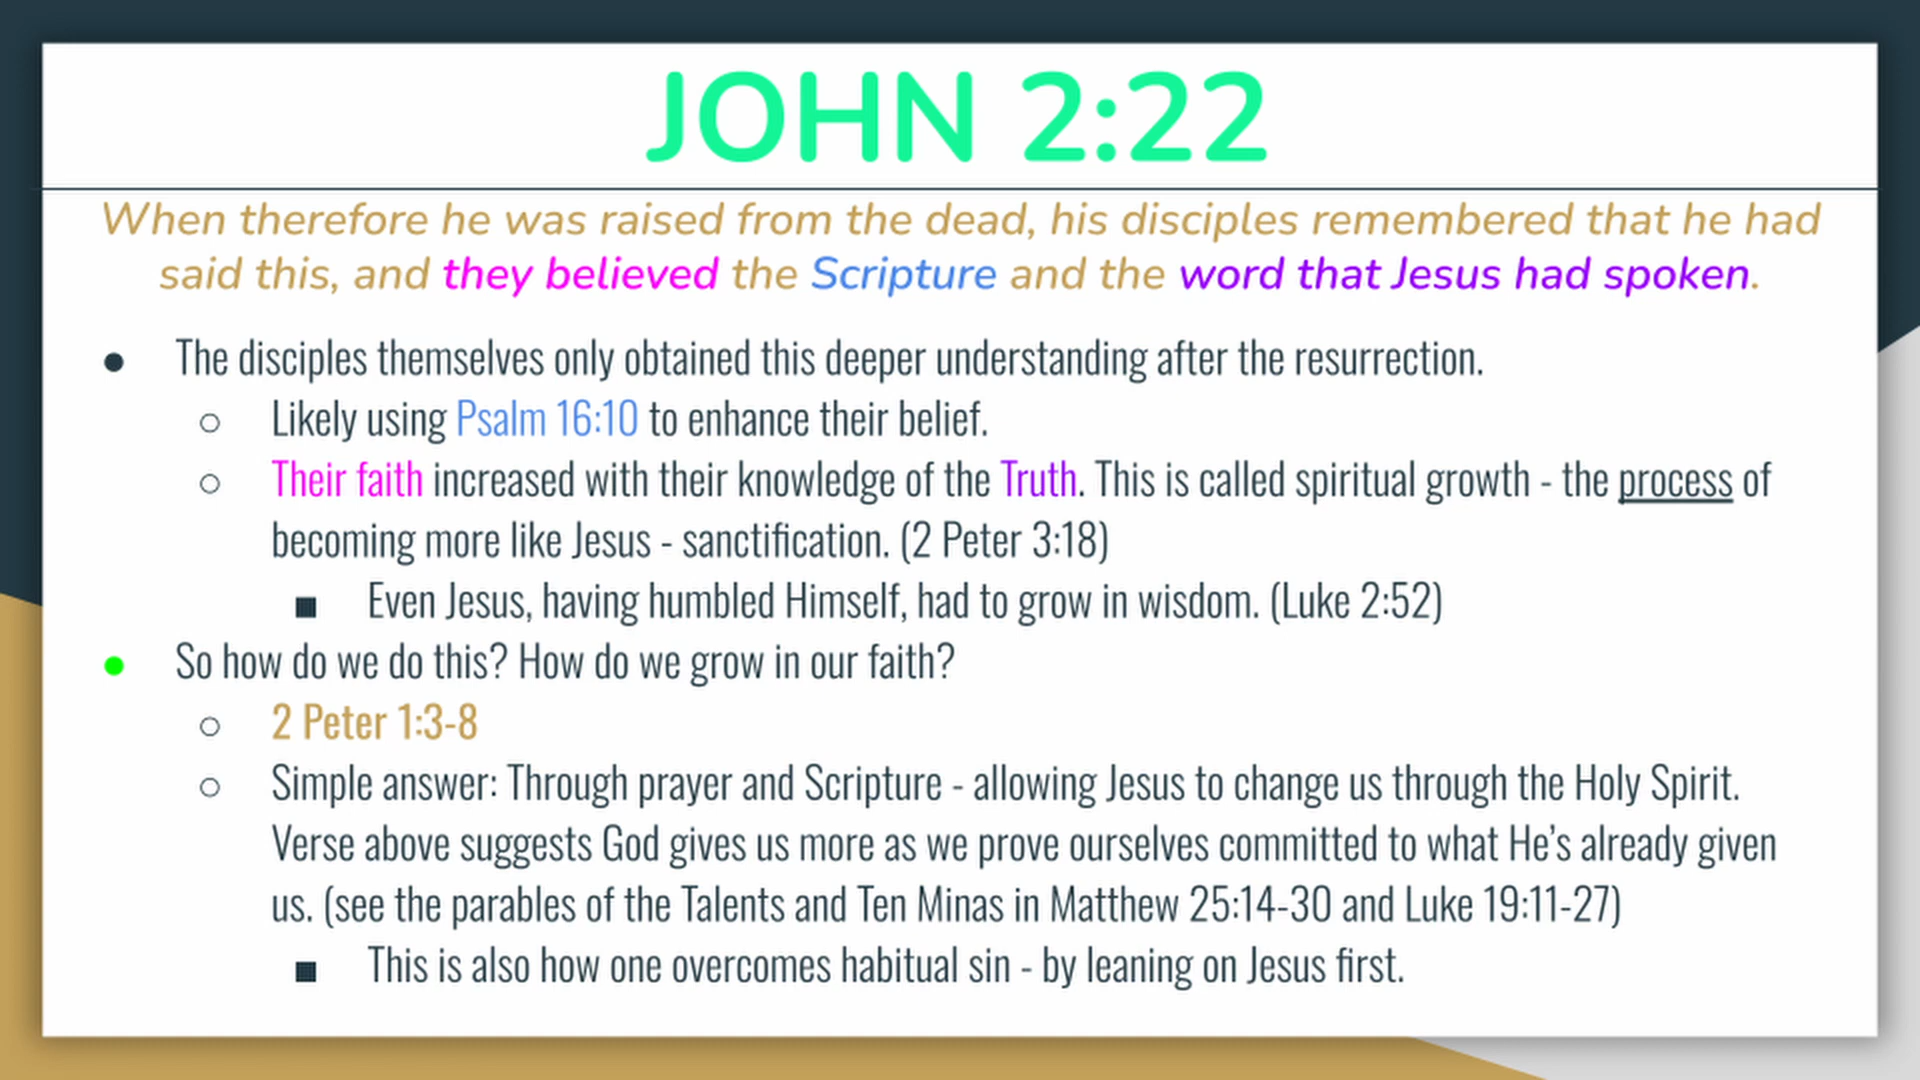 JOHN 2:22
When therefore he was raised from the dead, his disciples remembered that he had
said this, and they believed the Scripture and the word that Jesus had spoken.
● The disciples themselves only obtained this deeper understanding after the resurrection.
○ Likely using Psalm 16:10 to enhance their belief.
○ Their faith increased with their knowledge of the Truth. This is called spiritual growth - the process of
becoming more like Jesus - sanctification. (2 Peter 3:18)
■ Even Jesus, having humbled Himself, had to grow in wisdom. (Luke 2:52)
● So how do we do this? How do we grow in our faith?
○ 2 Peter 1:3-8
○ Simple answer: Through prayer and Scripture - allowing Jesus to change us through the Holy Spirit.
Verse above suggests God gives us more as we prove ourselves committed to what He’s already given
us. (see the parables of the Talents and Ten Minas in Matthew 25:14-30 and Luke 19:11-27)
■ This is also how one overcomes habitual sin - by leaning on Jesus first.